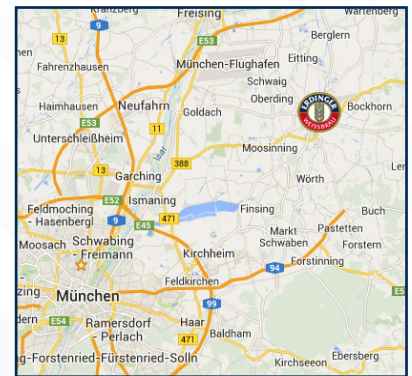 Kranzberg
Freising
Wartenberg
9
E53
13
Berglern
Fahrenzhausen
München-Flughafen
Eitting
Schwaig
Haimhausen
Neufahrn
Goldach
Oberding
ERDINGER
WEISSBRÄU
Bockhorn
E53
11
Isar
Unterschleißheim
Moosinning
388
13
Garching
Wörth
E52
Ismaning
Feldmoching
- Hasenbergl
9
471
E45
Finsing
Buch
Moosach
Schwabing
- Freimann
Markt
Schwaben
Pastetten
Forstern
Kirchheim
94
Forstinning
Feldkirchen
München
99
E54
Ramersdorf
- Perlach
Haar
Baldham
471
Ebersberg
Kirchseeon
ng-Forstenried-Fürstenried-Solln